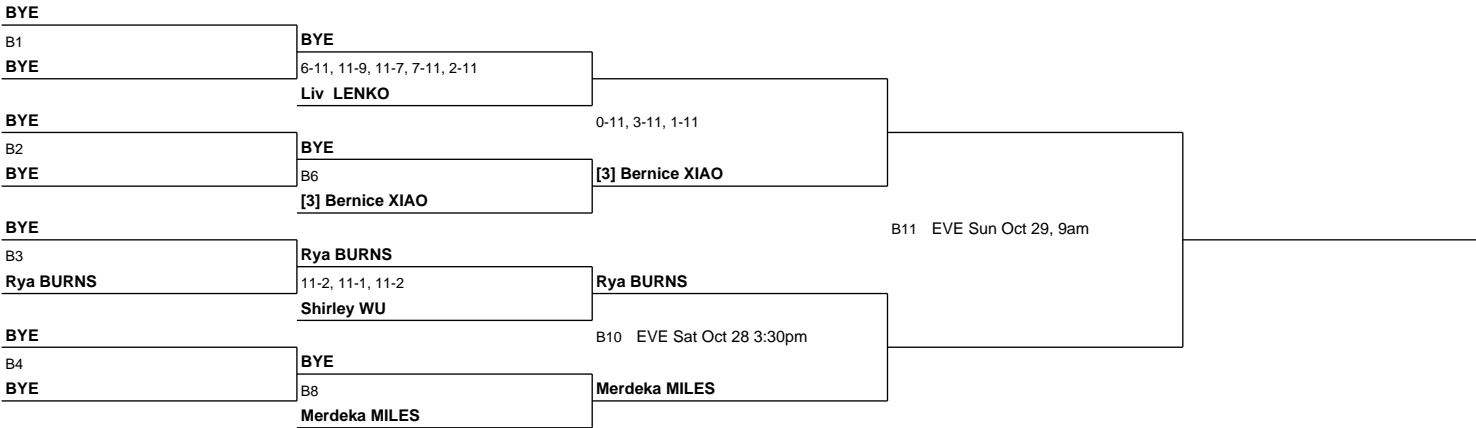 BYE
B1
BYE
BYE
6-11, 11-9, 11-7, 7-11, 2-11
Liv LENKO
BYE
B2
BYE
BYE
B6
[3] Bernice XIAO
0-11, 3-11, 1-11
[3] Bernice XIAO
BYE
B3
Rya BURNS
Rya BURNS
11-2, 11-1, 11-2
Shirley WU
Rya BURNS
BYE
B4
BYE
BYE
B8
Merdeka MILES
B10 EVE Sat Oct 28 3:30pm
Merdeka MILES
B11 EVE Sun Oct 29, 9am